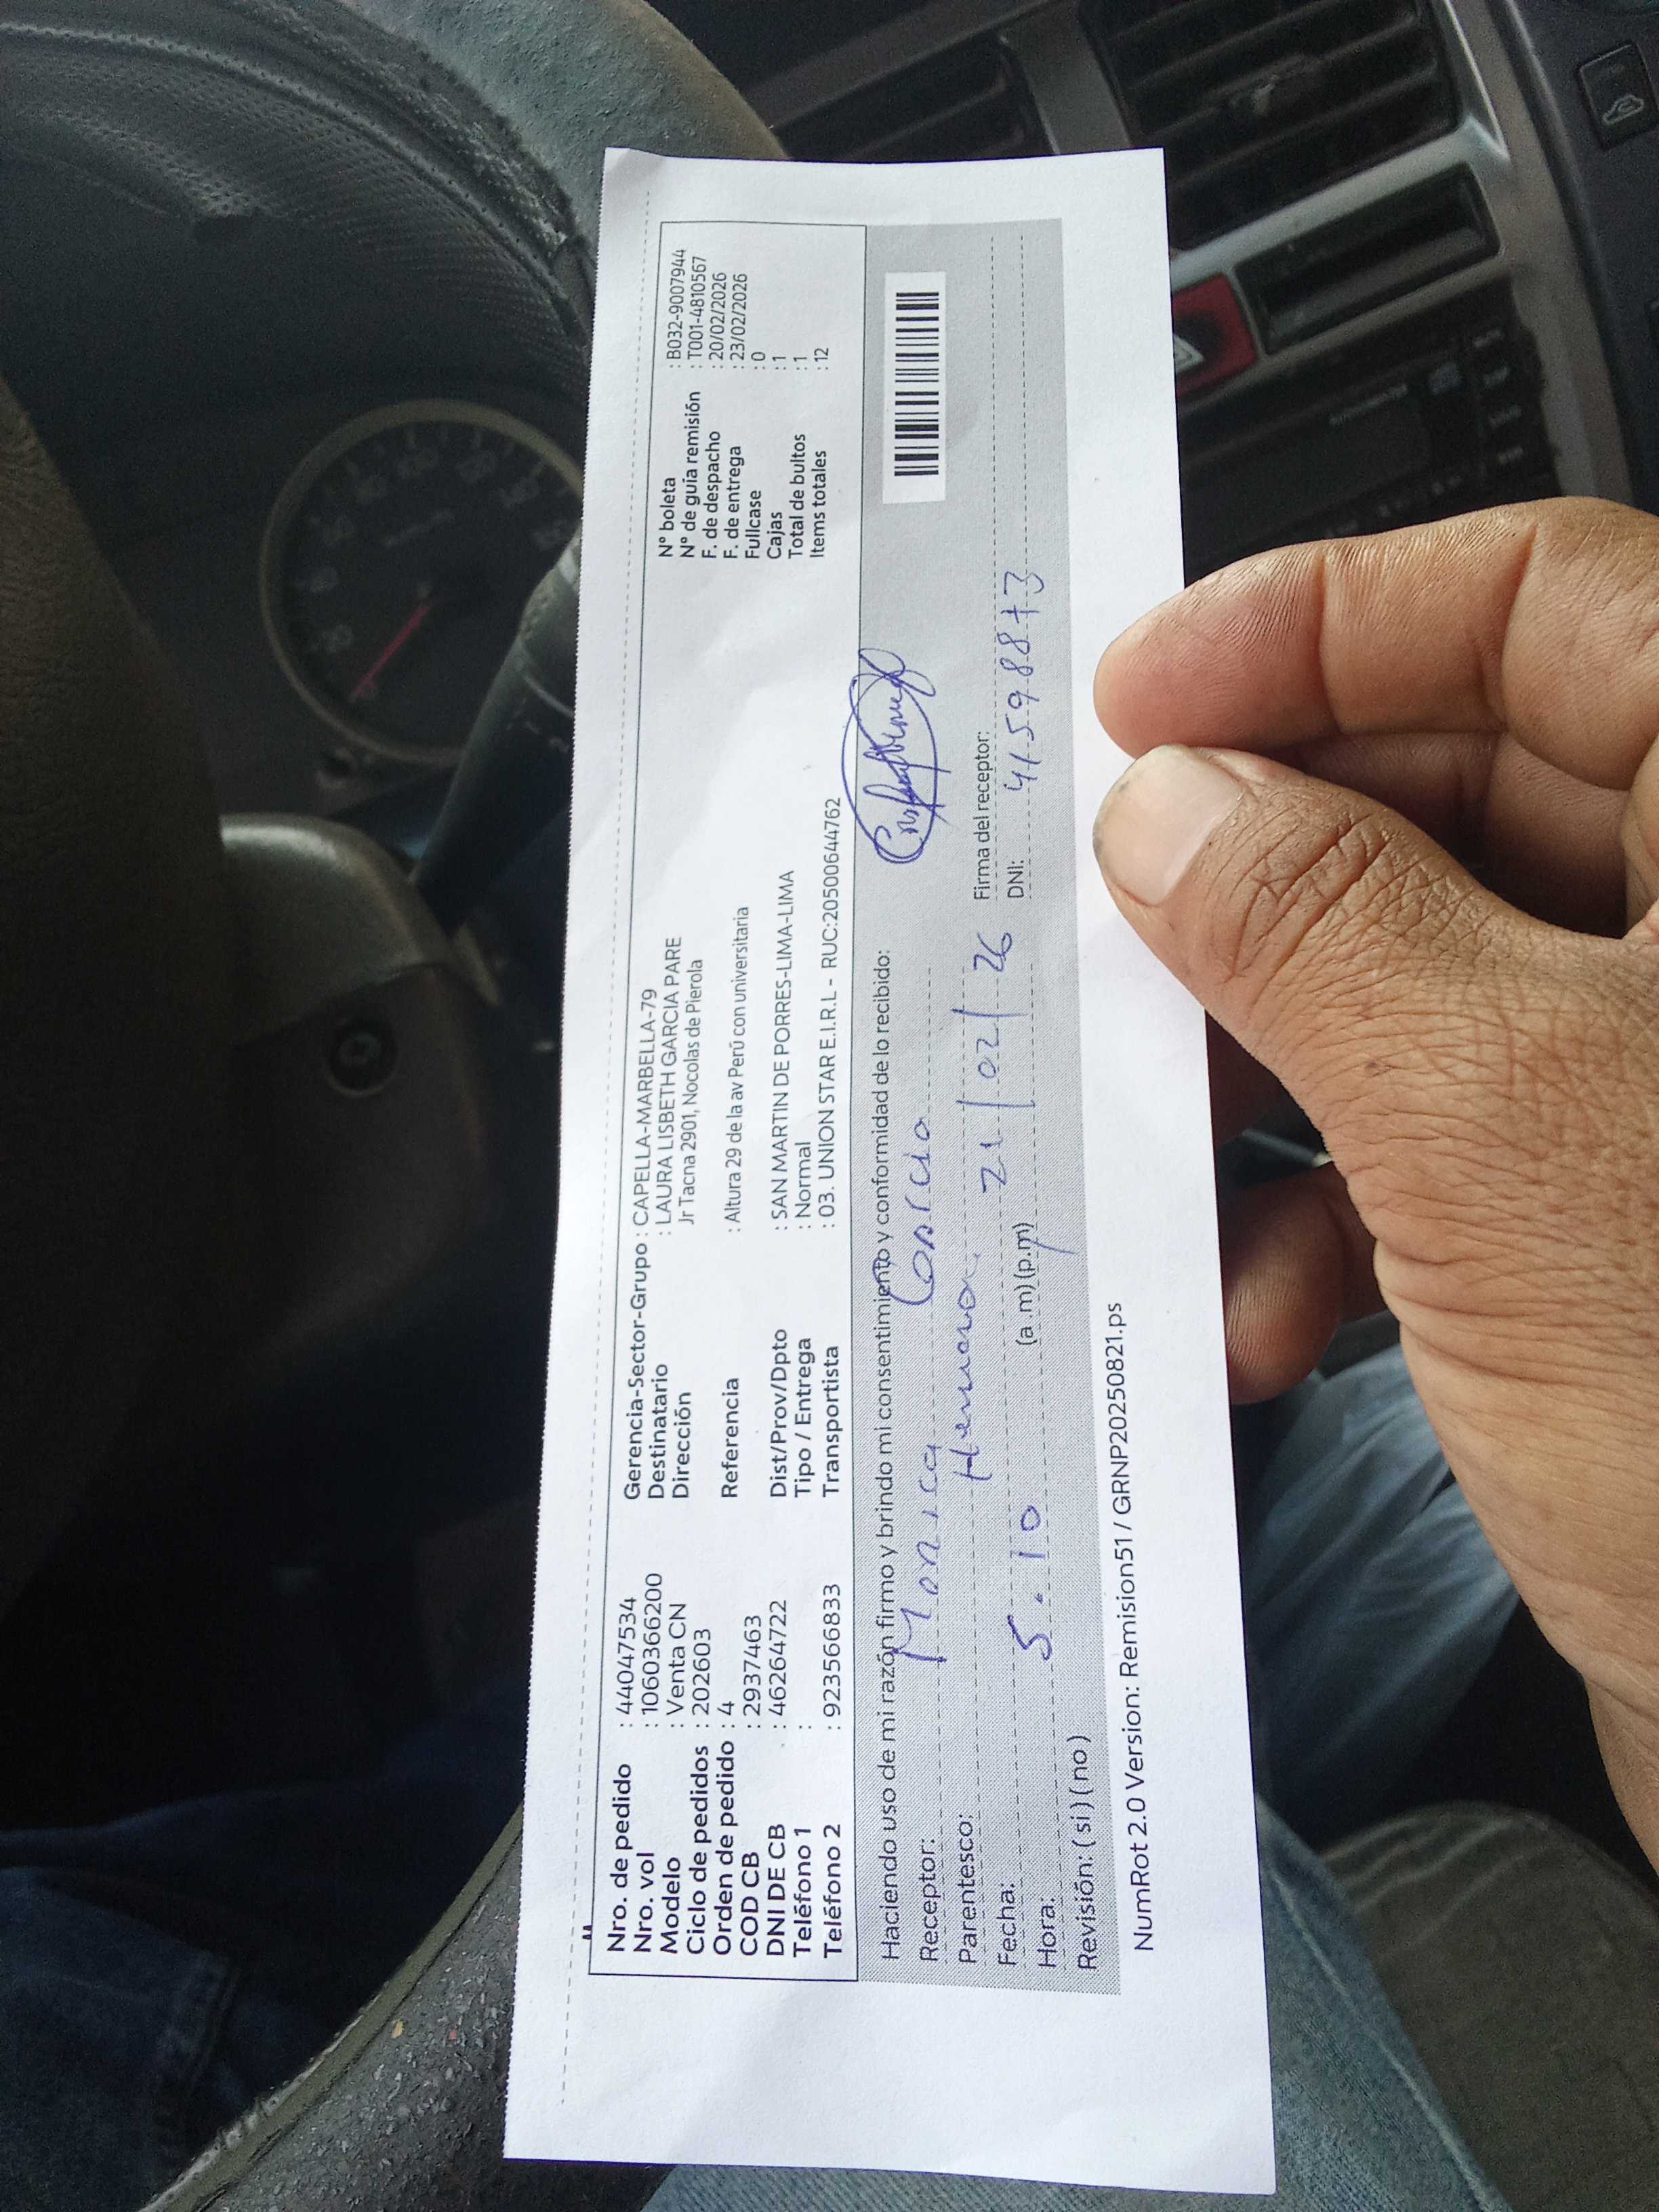 Nro. de pedido : 44047534
Nro. vol : 1060366200
Modelo : Venta CN
Ciclo de pedidos : 202603
Orden de pedido : 4
COD CB : 2937463
DNI DE CB : 46264722
Teléfono 1 :
Teléfono 2 : 923566833
Gerencia-Sector-Grupo : CAPELLA-MARBELLA-79
Destinatario : LAURA LISBETH GARCIA PARE
Dirección Jr Tacna 2901, Nocolas de Pierola
Referencia : Altura 29 de la av Perú con universitaria
Dist/Prov/Dpto : SAN MARTIN DE PORRES-LIMA-LIMA
Tipo / Entrega : Normal
Transportista : 03. UNION STAR E.I.R.L - RUC:20500644762
N° boleta : B032-9007944
N° de guía remisión : T001-4810567
F. de despacho : 20/02/2026
F. de entrega : 23/02/2026
Fullcase : 0
Cajas : 1
Total de bultos : 1
Items totales : 12
Haciendo uso de mi razón firmo y brindo mi consentimiento y conformidad de lo recibido:
Receptor: Monica Garcia
Parentesco: Hermana
Fecha: 21/02/26
Hora: 5.10 (a .m) (p.m)
Revisión: ( si ) ( no )
Firma del receptor:
DNI: 41598873
NumRot 2.0 Version: Remision51 / GRNP20250821.ps